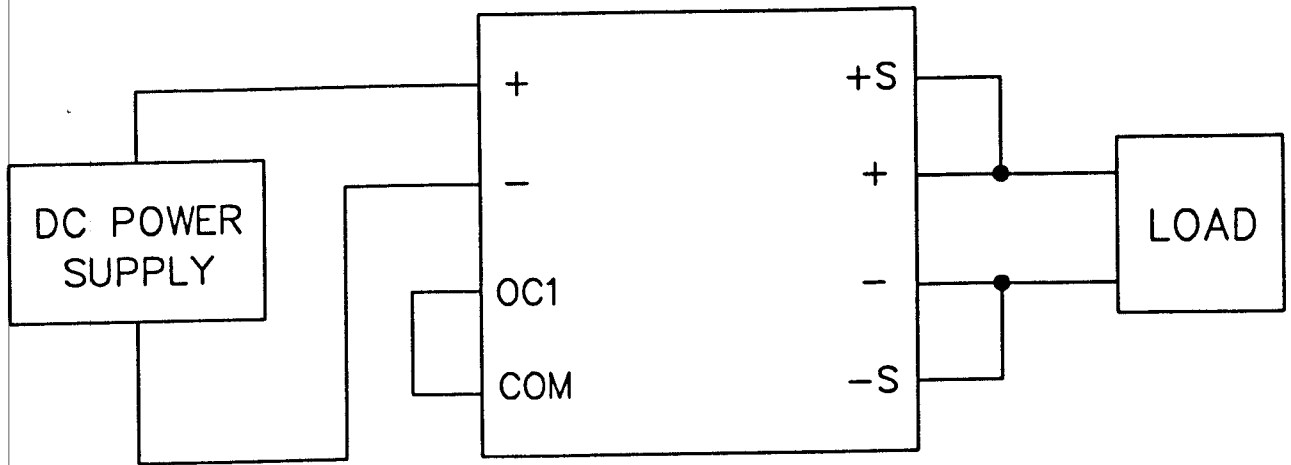 +
-
OC1
COM
+S
+
-
-S
DC POWER
SUPPLY
LOAD